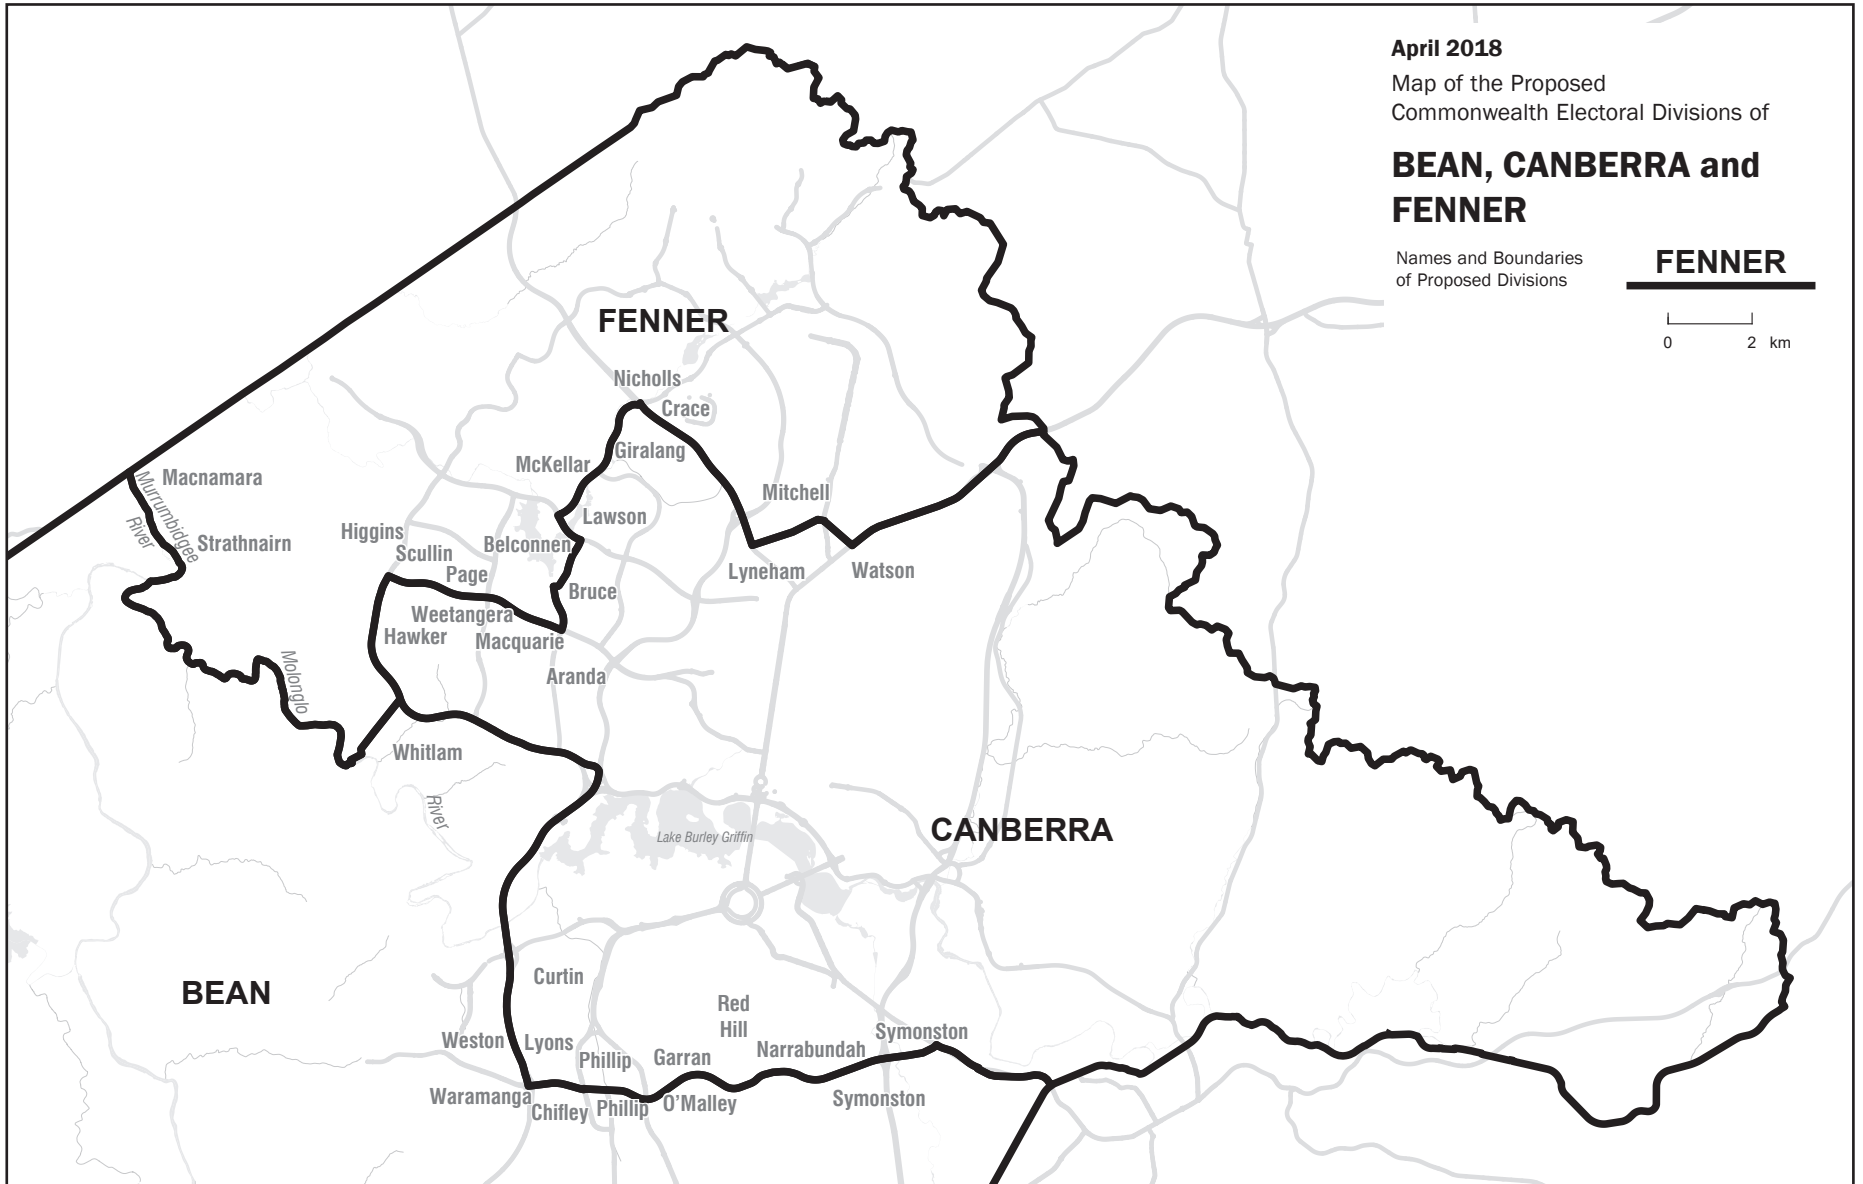 April 2018
Map of the Proposed
Commonwealth Electoral Divisions of
BEAN, CANBERRA and
FENNER
Names and Boundaries
of Proposed Divisions
FENNER
0 2 km
FENNER
Nicholls
Crace
Giralang
McKellar
Macnamara
Murrumbidgee
River
Mitchell
Lawson
Higgins
Strathnairn
Belconnen
Scullin
Page
Lyneham
Watson
Bruce
Weetangera
Hawker
Macquarie
Aranda
Molonglo
Whitlam
River
Lake Burley Griffin
CANBERRA
BEAN
Curtin
Red
Hill
Weston
Lyons
Symonston
Phillip
Garran
Narrabundah
Waramanga
Chifley
Phillip
O'Malley
Symonston